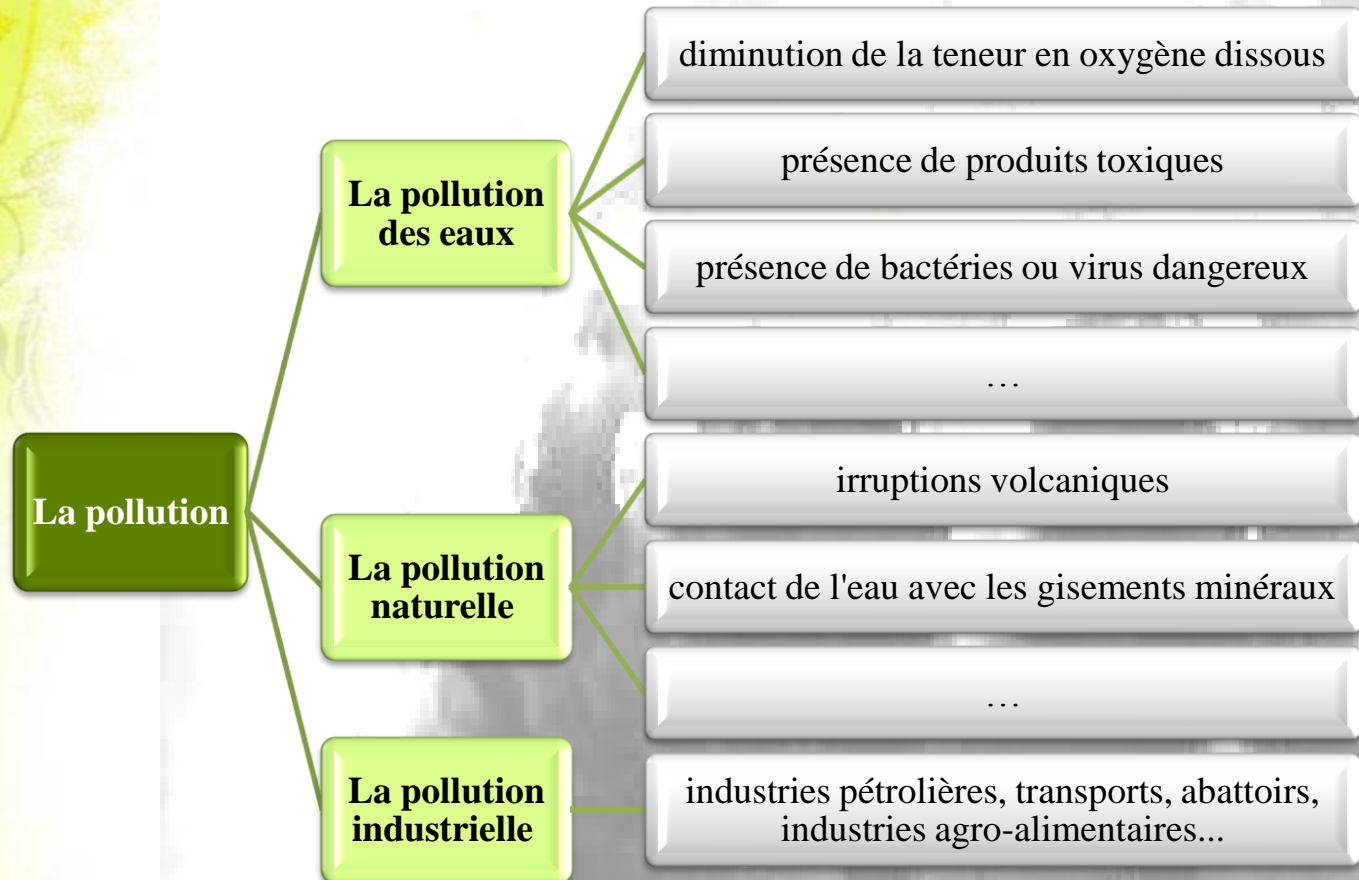 La pollution
La pollution
des eaux
diminution de la teneur en oxygène dissous
présence de produits toxiques
présence de bactéries ou virus dangereux
…
La pollution
naturelle
irruptions volcaniques
contact de l'eau avec les gisements minéraux
…
La pollution
industrielle
industries pétrolières, transports, abattoirs,
industries agro-alimentaires...